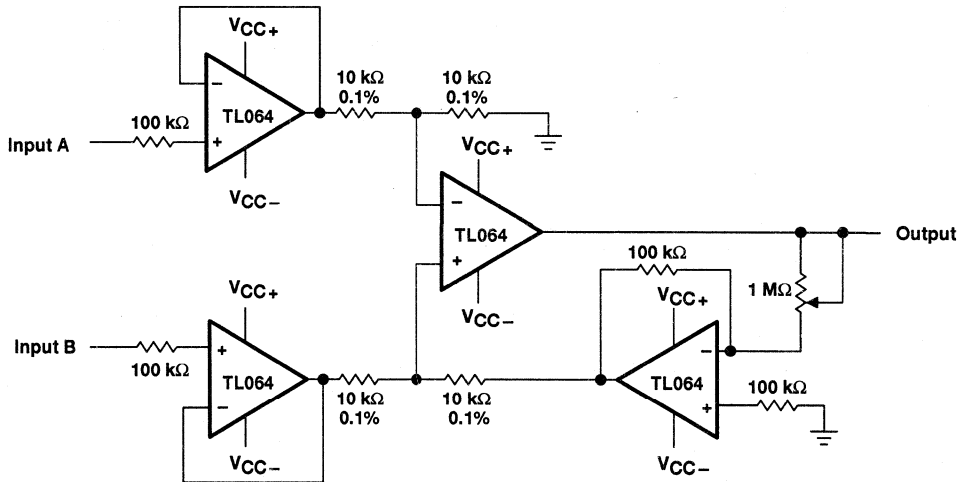 VCC+
−
TL064
+
VCC−
100 kΩ
Input A
10 kΩ
0.1%
10 kΩ
0.1%
VCC+
−
TL064
+
VCC−
Output
100 kΩ
1 MΩ
VCC+
−
TL064
+
VCC−
100 kΩ
VCC+
+
TL064
−
VCC−
Input B
100 kΩ
10 kΩ
0.1%
10 kΩ
0.1%